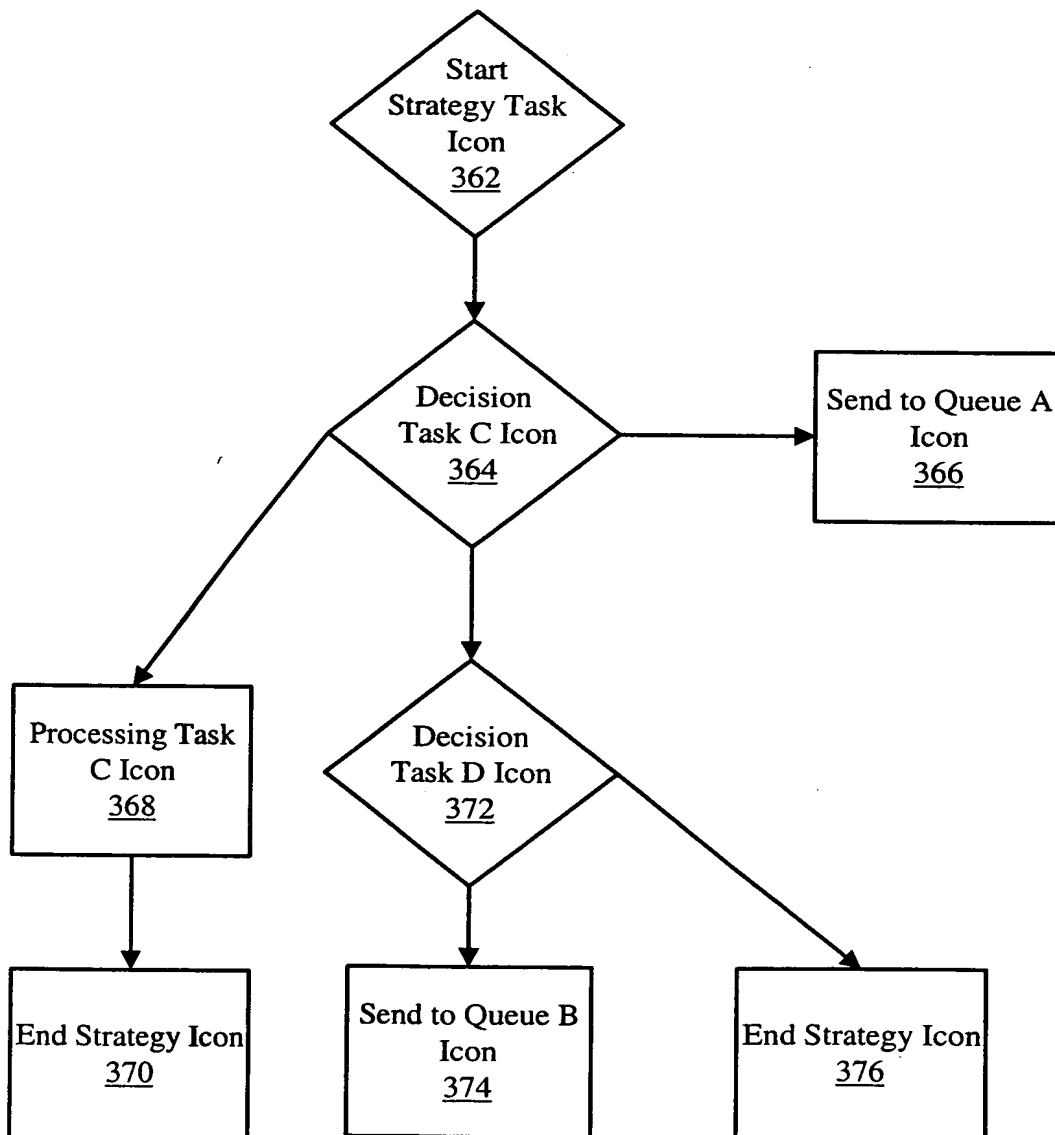 Start
Strategy Task
Icon
362
Decision
Task C Icon
364
Send to Queue A
Icon
366
Processing Task
C Icon
368
Decision
Task D Icon
372
End Strategy Icon
370
Send to Queue B
Icon
374
End Strategy Icon
376